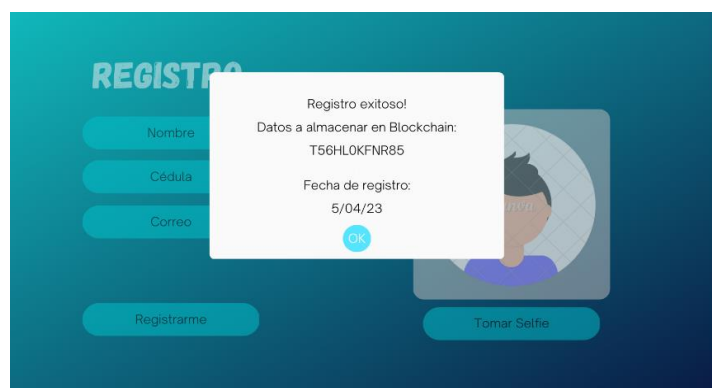 REGISTRO
Nombre
Cédula
Correo
Registrarme
Registro exitoso!
Datos a almacenar en Blockchain:
T56HL0KFNR85
Fecha de registro:
5/04/23
OK
Tomar Selfie